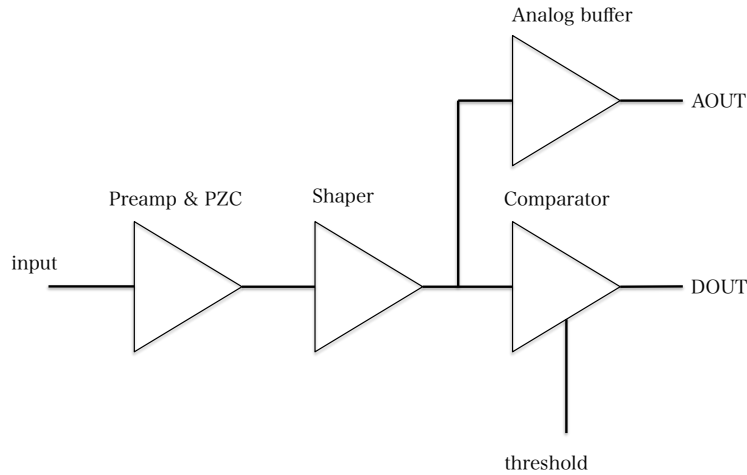 Analog buffer
AOUT
Preamp & PZC
Shaper
Comparator
input
DOUT
threshold